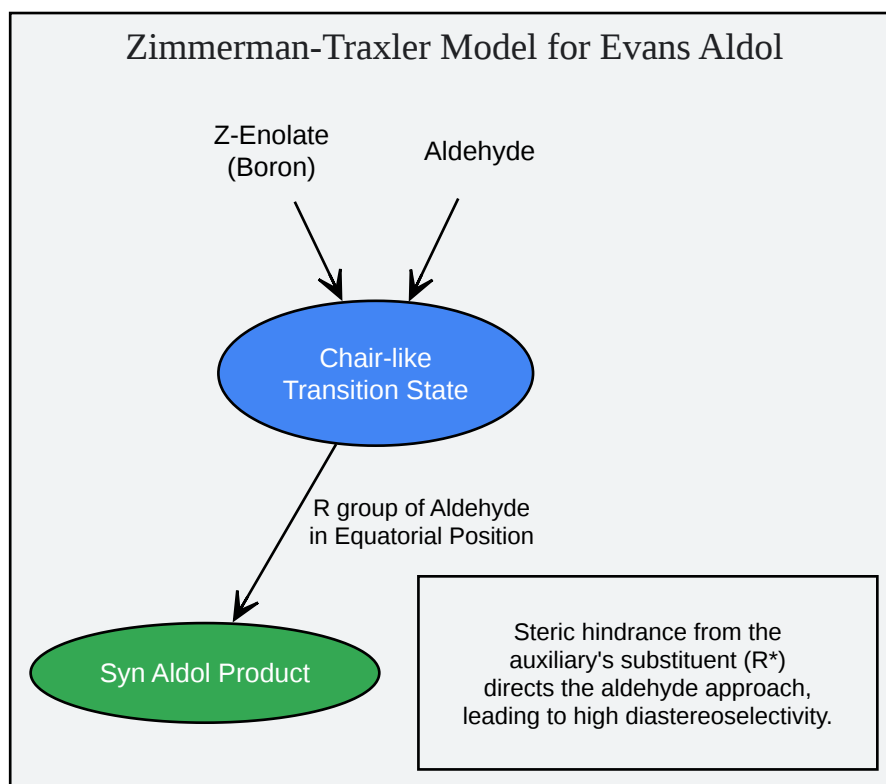 Zimmerman-Traxler Model for Evans Aldol
Z-Enolate
(Boron)
Aldehyde
Chair-like
Transition State
R group of Aldehyde
in Equatorial Position
Syn Aldol Product
Steric hindrance from the
auxiliary's substituent (R*)
directs the aldehyde approach,
leading to high diastereoselectivity.